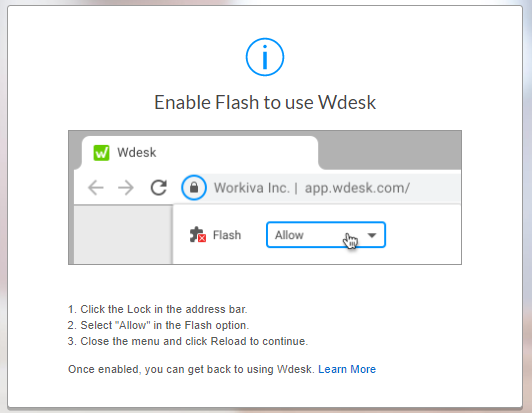 Enable Flash to use Wdesk
Wdesk
Workiva Inc. | app.wdesk.com/
Flash
Allow
1. Click the Lock in the address bar.
2. Select "Allow" in the Flash option.
3. Close the menu and click Reload to continue.
Once enabled, you can get back to using Wdesk. Learn More